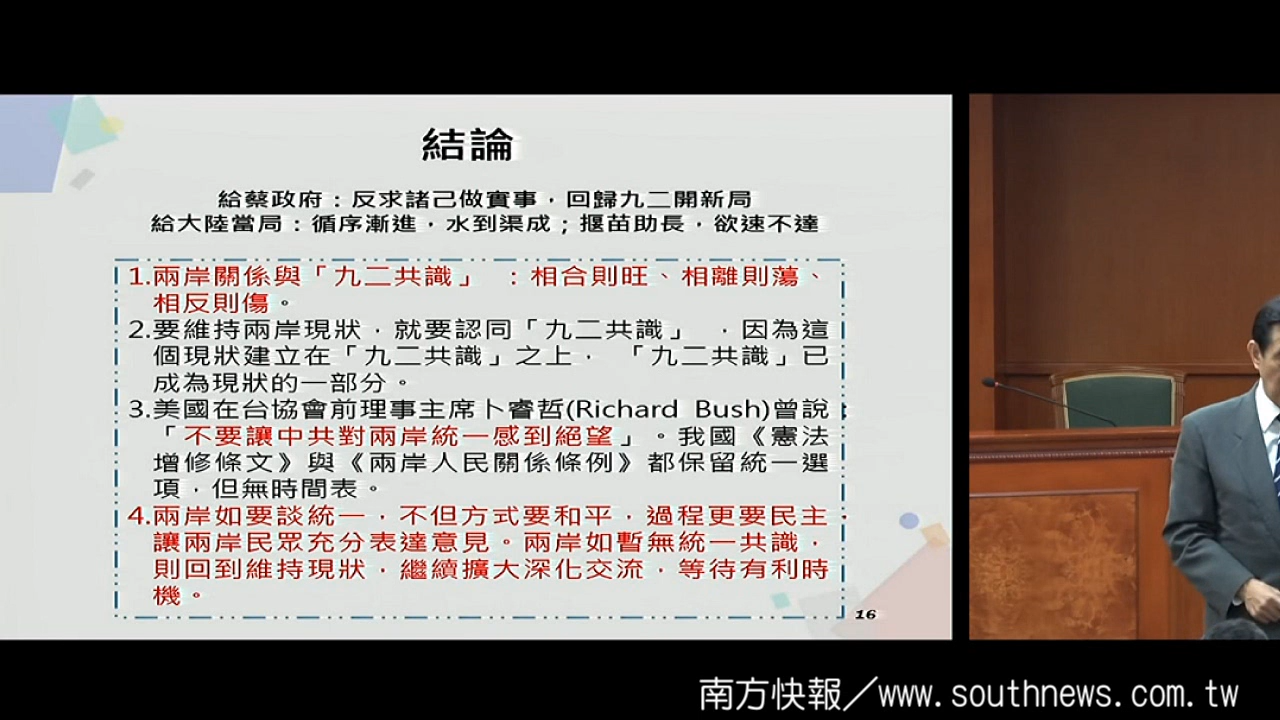 結論
給蔡政府：反求諸己做實事，回歸九二開新局
給大陸當局：循序漸進，水到渠成；揠苗助長，欲速不達
1.兩岸關係與「九二共識」 ：相合則旺、相離則蕩、
相反則傷。
2.要維持兩岸現狀，就要認同「九二共識」 ，因為這
個現狀建立在「九二共識」之上， 「九二共識」已
成為現狀的一部分。
3.美國在台協會前理事主席卜睿哲(Richard Bush)曾說：
「不要讓中共對兩岸統一感到絕望」。我國《憲法
增修條文》與《兩岸人民關係條例》都保留統一選
項，但無時間表。
4.兩岸如要談統一，不但方式要和平，過程更要民主，
讓兩岸民眾充分表達意見。兩岸如暫無統一共識，
則回到維持現狀，繼續擴大深化交流，等待有利時
機。
16
南方快報／www.southnews.com.tw